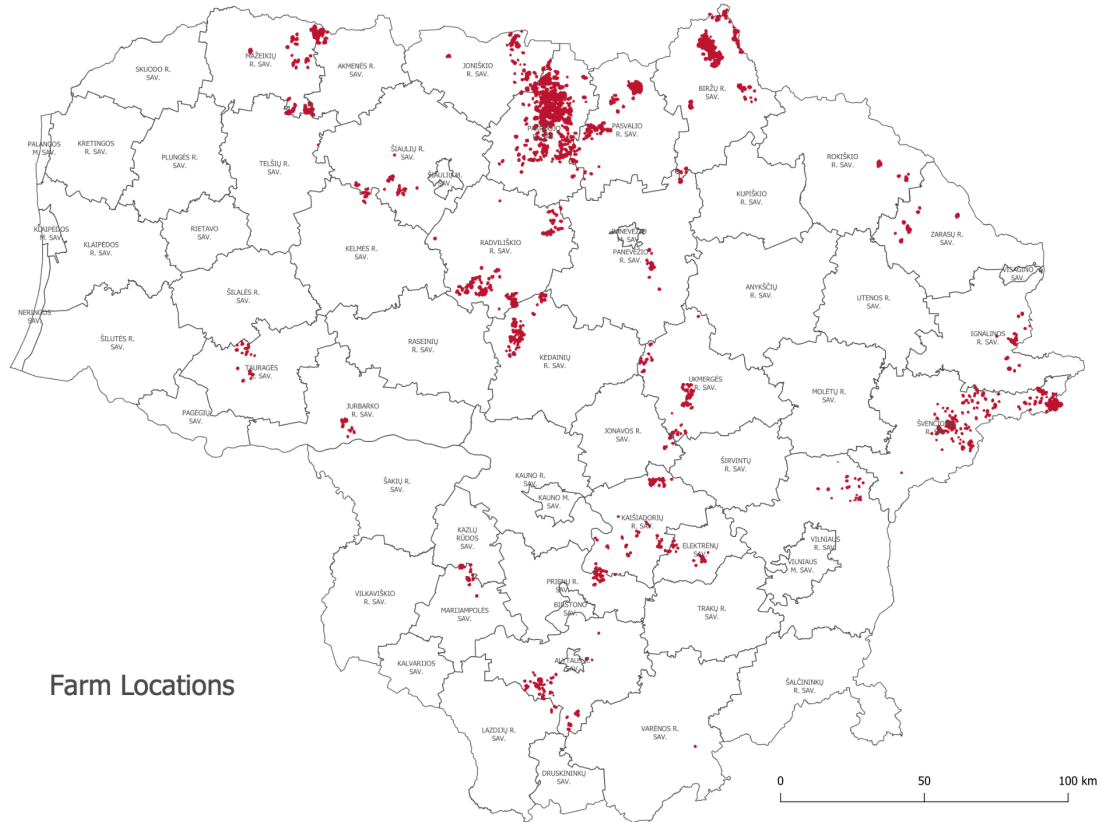 MAŽEIKIŲ
R. SAV.
SKUODO R.
SAV.
AKMENĖS R.
SAV.
JONIŠKIO
R. SAV.
BIRŽŲ R.
SAV.
PASVALIO
R. SAV.
PALANGOS
M. SAV.
KRETINGOS
R. SAV.
PLUNGĖS R.
SAV.
TELŠIŲ R.
SAV.
ŠIAULIŲ R.
SAV.
ŠIAULIŲ M.
SAV.
ROKIŠKIO
R. SAV.
KUPIŠKIO
R. SAV.
KLAIPĖDOS
M. SAV.
KLAIPĖDOS
R. SAV.
RIETAVO
SAV.
KELMĖS R.
SAV.
RADVILIŠKIO
R. SAV.
PANEVĖŽIO
M. SAV.
PANEVĖŽIO
R. SAV.
ZARASŲ R.
SAV.
VISAGINO
SAV.
ANYKŠČIŲ
R. SAV.
UTENOS R.
SAV.
ŠILALĖS R.
SAV.
NERINGOS
SAV.
ŠILUTĖS R.
SAV.
IGNALINOS
R. SAV.
RASEINIŲ
R. SAV.
KĖDAINIŲ
R. SAV.
TAURAGĖS
R. SAV.
UKMERGĖS
R. SAV.
MOLĖTŲ R.
SAV.
PAGĖGIŲ
SAV.
JURBARKO
R. SAV.
JONAVOS R.
SAV.
R. SAV.
ŠIRVINTŲ
R. SAV.
ŠAKIŲ R.
SAV.
KAUNO R.
SAV.
KAUNO M.
SAV.
KAIŠIADORIŲ
R. SAV.
KAZLŲ
RŪDOS
SAV.
ELEKTRĖNŲ
SAV.
VILNIAUS
R. SAV.
VILNIAUS
M. SAV.
VILKAVIŠKIO
R. SAV.
PRIENŲ R.
SAV.
BIRŠTONO
SAV.
MARIJAMPOLĖS
SAV.
TRAKŲ R.
SAV.
KALVARIJOS
SAV.
SAV.
Farm Locations
ŠALČININKŲ
R. SAV.
LAZDIJŲ R.
SAV.
VARĖNOS R.
SAV.
DRUSKININKŲ
SAV.
0 50 100 km